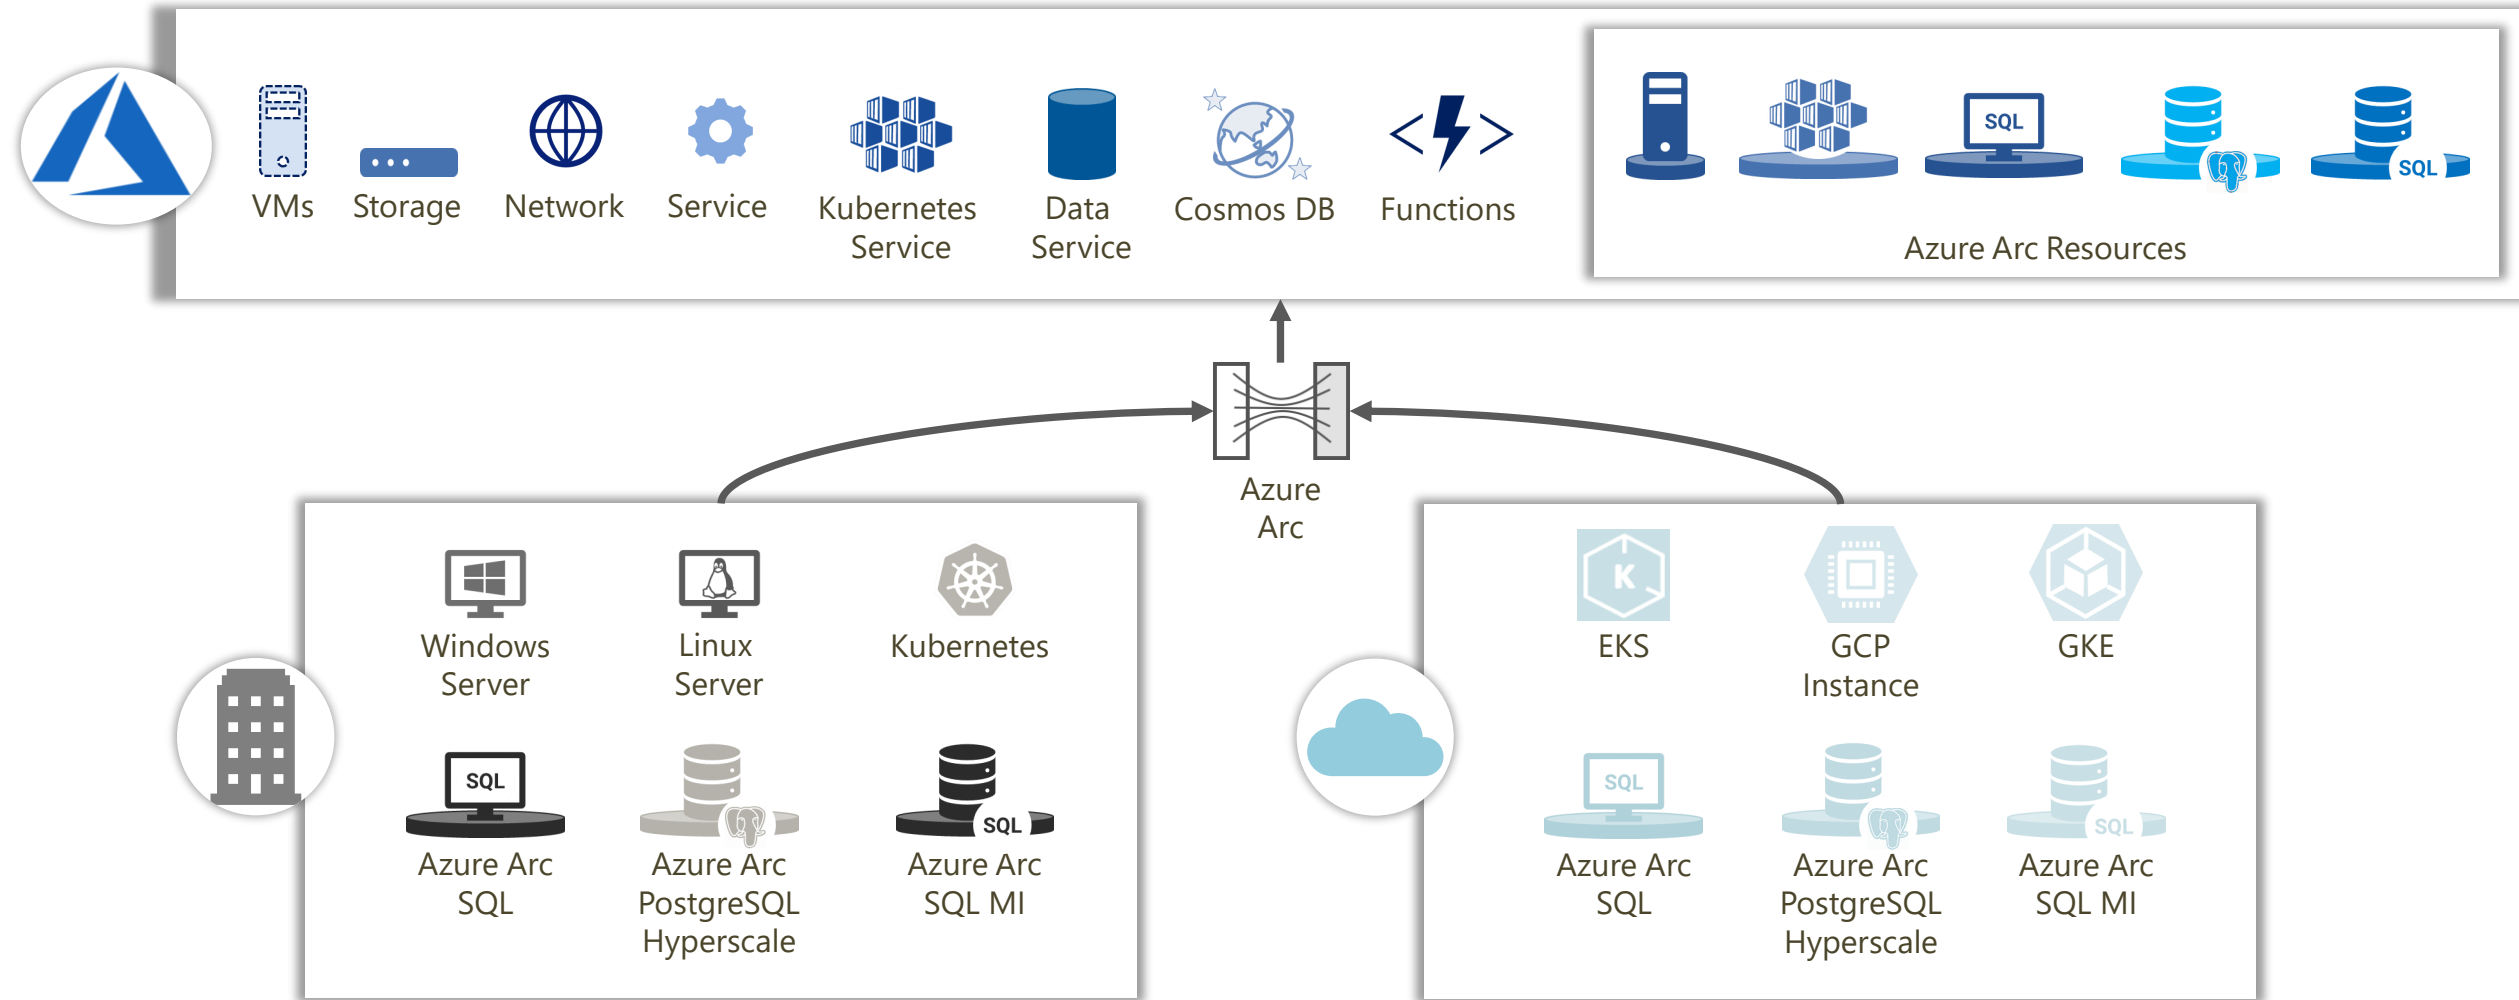 VMs
Storage
Network
Service
Kubernetes
Service
Data
Service
Cosmos DB
Functions
SQL
SQL
Azure Arc Resources
Azure
Arc
Windows
Server
Linux
Server
Kubernetes
SQL
Azure Arc
SQL
Azure Arc
PostgreSQL
Hyperscale
SQL
Azure Arc
SQL MI
K
EKS
GCP
Instance
GKE
SQL
Azure Arc
SQL
Azure Arc
PostgreSQL
Hyperscale
SQL
Azure Arc
SQL MI